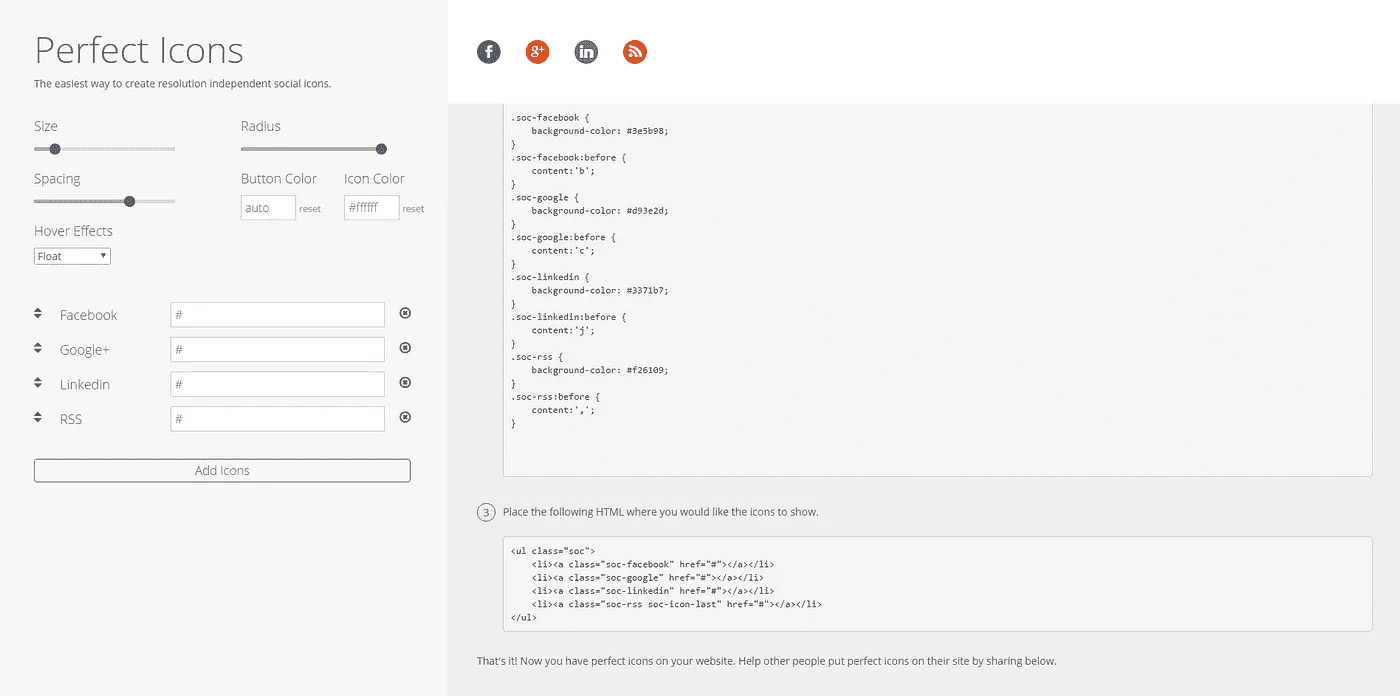 Perfect Icons
The easiest way to create resolution independent social icons.
Size
Radius
Spacing
Button Color
Icon Color
auto
reset
#ffffff
reset
Hover Effects
Float
Facebook
#
Google+
#
Linkedin
#
RSS
#
Add Icons
f
g+
in
.soc-facebook {
    background-color: #3e5b98;
}
.soc-facebook:before {
    content:'b';
}
.soc-google {
    background-color: #d93e2d;
}
.soc-google:before {
    content:'c';
}
.soc-linkedin {
    background-color: #3371b7;
}
.soc-linkedin:before {
    content:'j';
}
.soc-rss {
    background-color: #f26109;
}
.soc-rss:before {
    content:',';
}
3 Place the following HTML where you would like the icons to show.
<ul class="soc">
    <li><a class="soc-facebook" href="#"></a></li>
    <li><a class="soc-google" href="#"></a></li>
    <li><a class="soc-linkedin" href="#"></a></li>
    <li><a class="soc-rss soc-icon-last" href="#"></a></li>
</ul>
That's it! Now you have perfect icons on your website. Help other people put perfect icons on their site by sharing below.